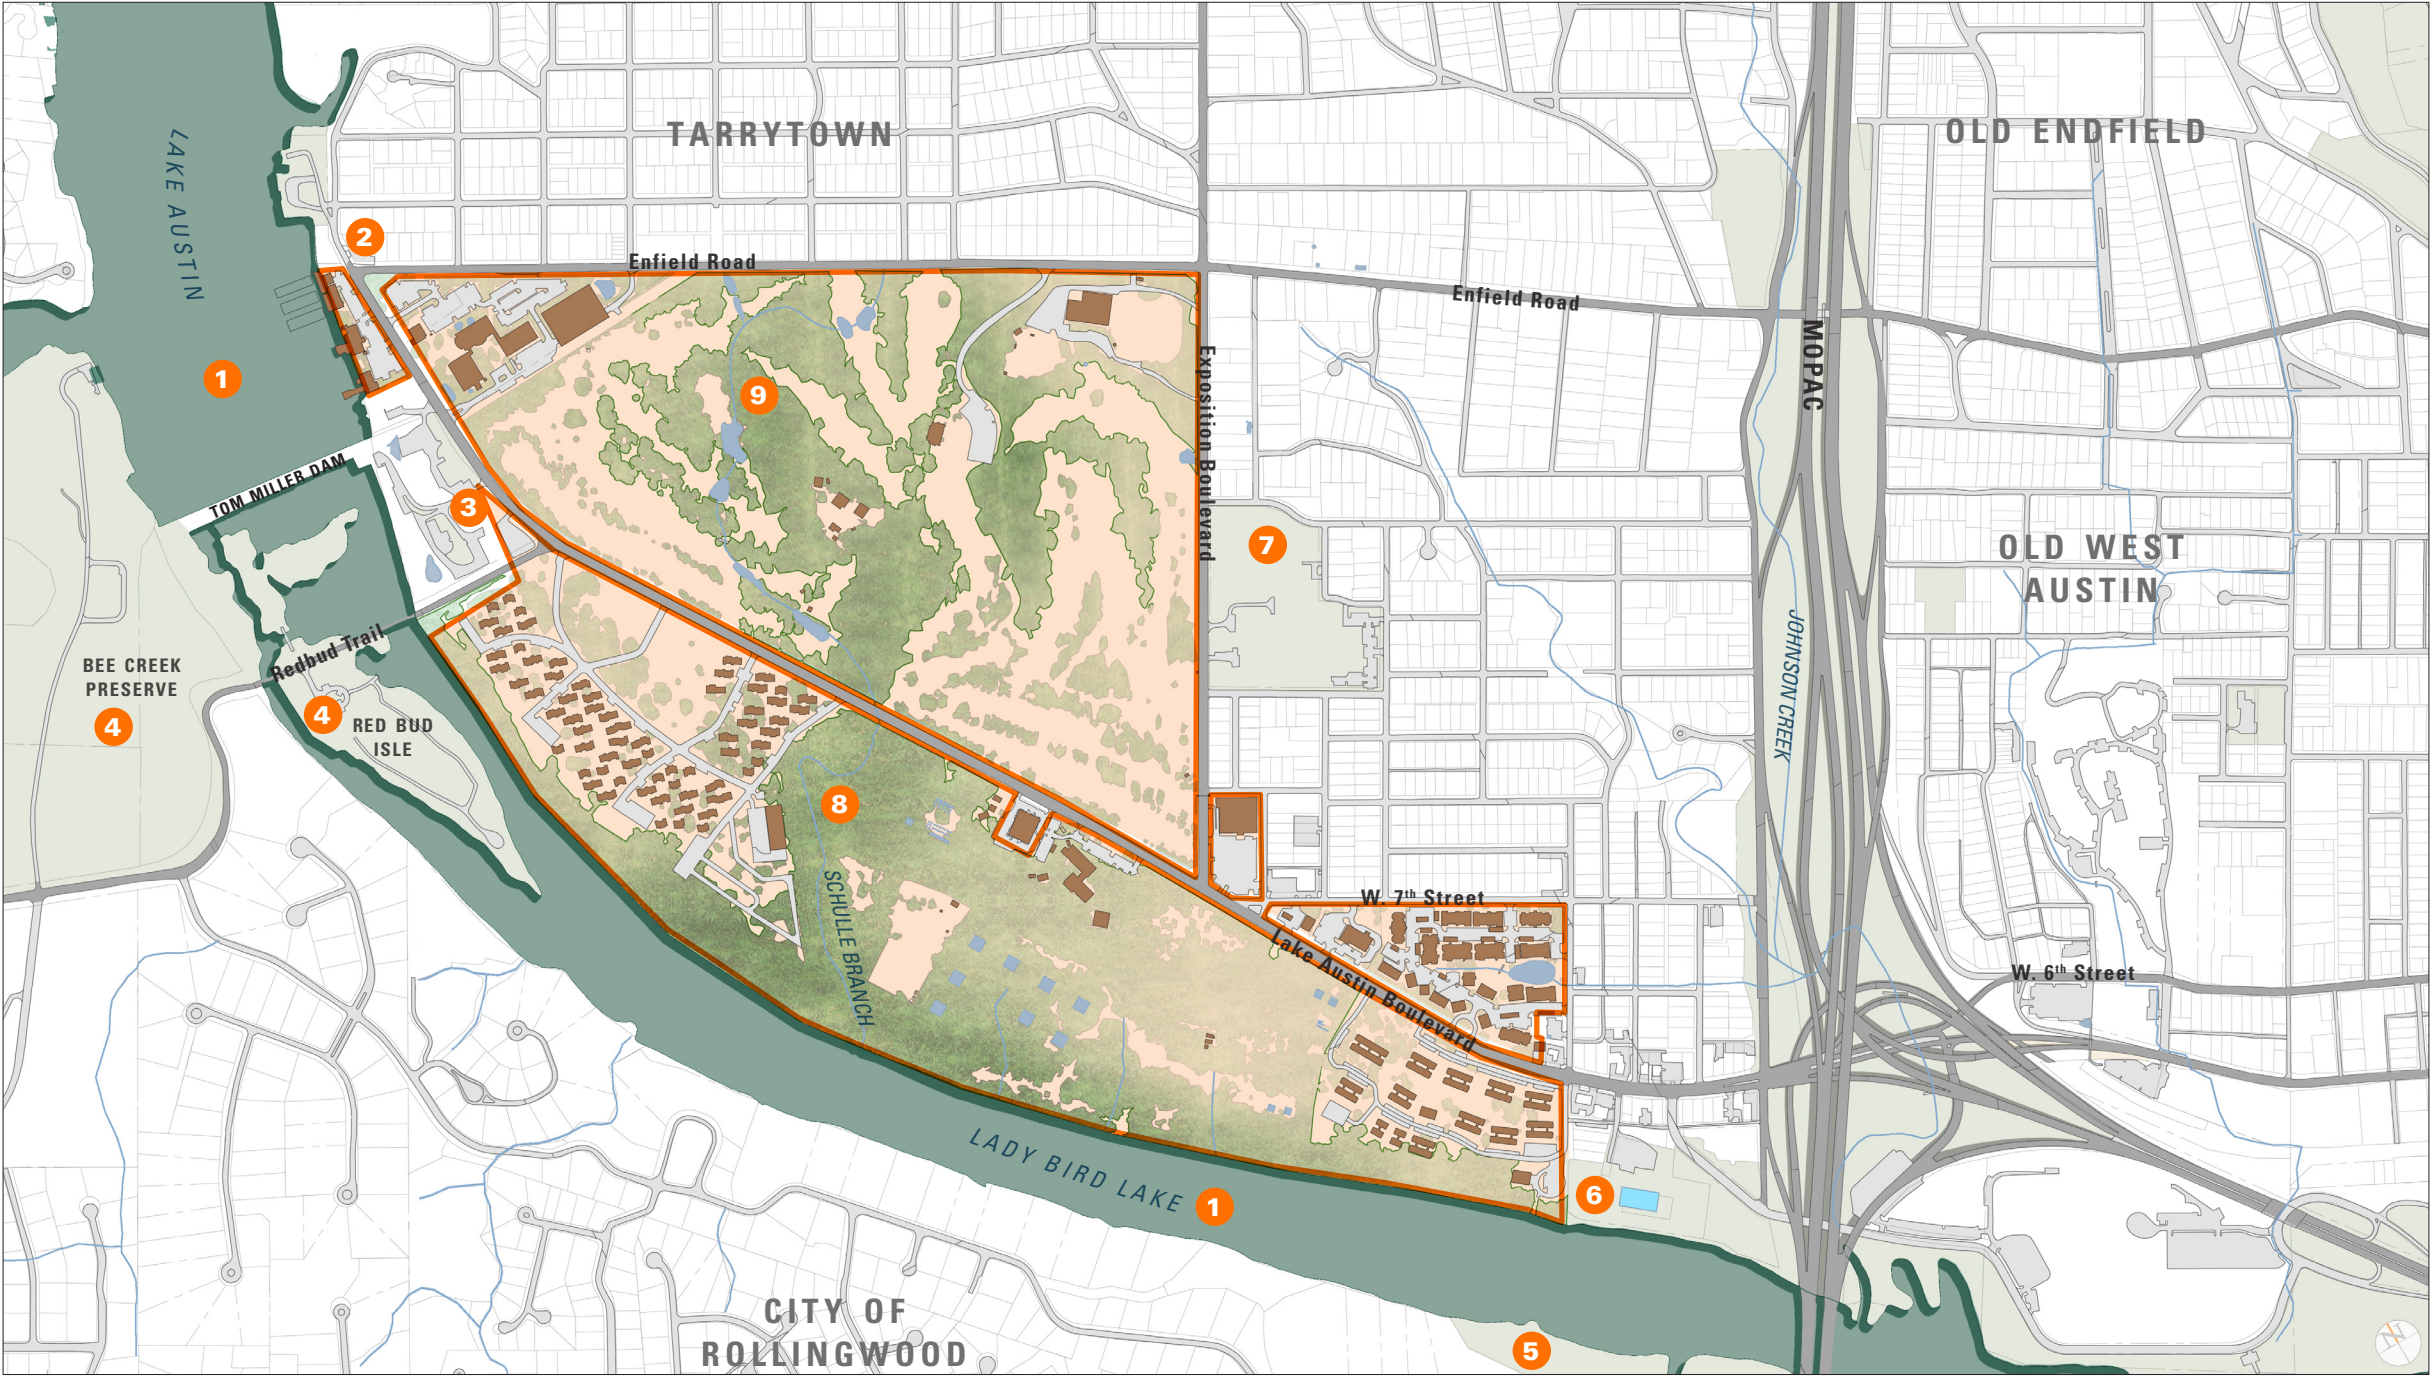 TARRYTOWN
OLD ENDFIELD
LAKE AUSTIN
2
Enfield Road
Enfield Road
MOPAC
1
9
Exposition Boulevard
TOM MILLER DAM
3
7
OLD WEST
AUSTIN
Redbud Trail
BEE CREEK
PRESERVE
4
4
RED BUD
ISLE
JOHNSON CREEK
8
SCHULLE BRANCH
W. 7th Street
Lake Austin Boulevard
W. 6th Street
LADY BIRD LAKE
1
6
CITY OF
ROLLINGWOOD
5
N